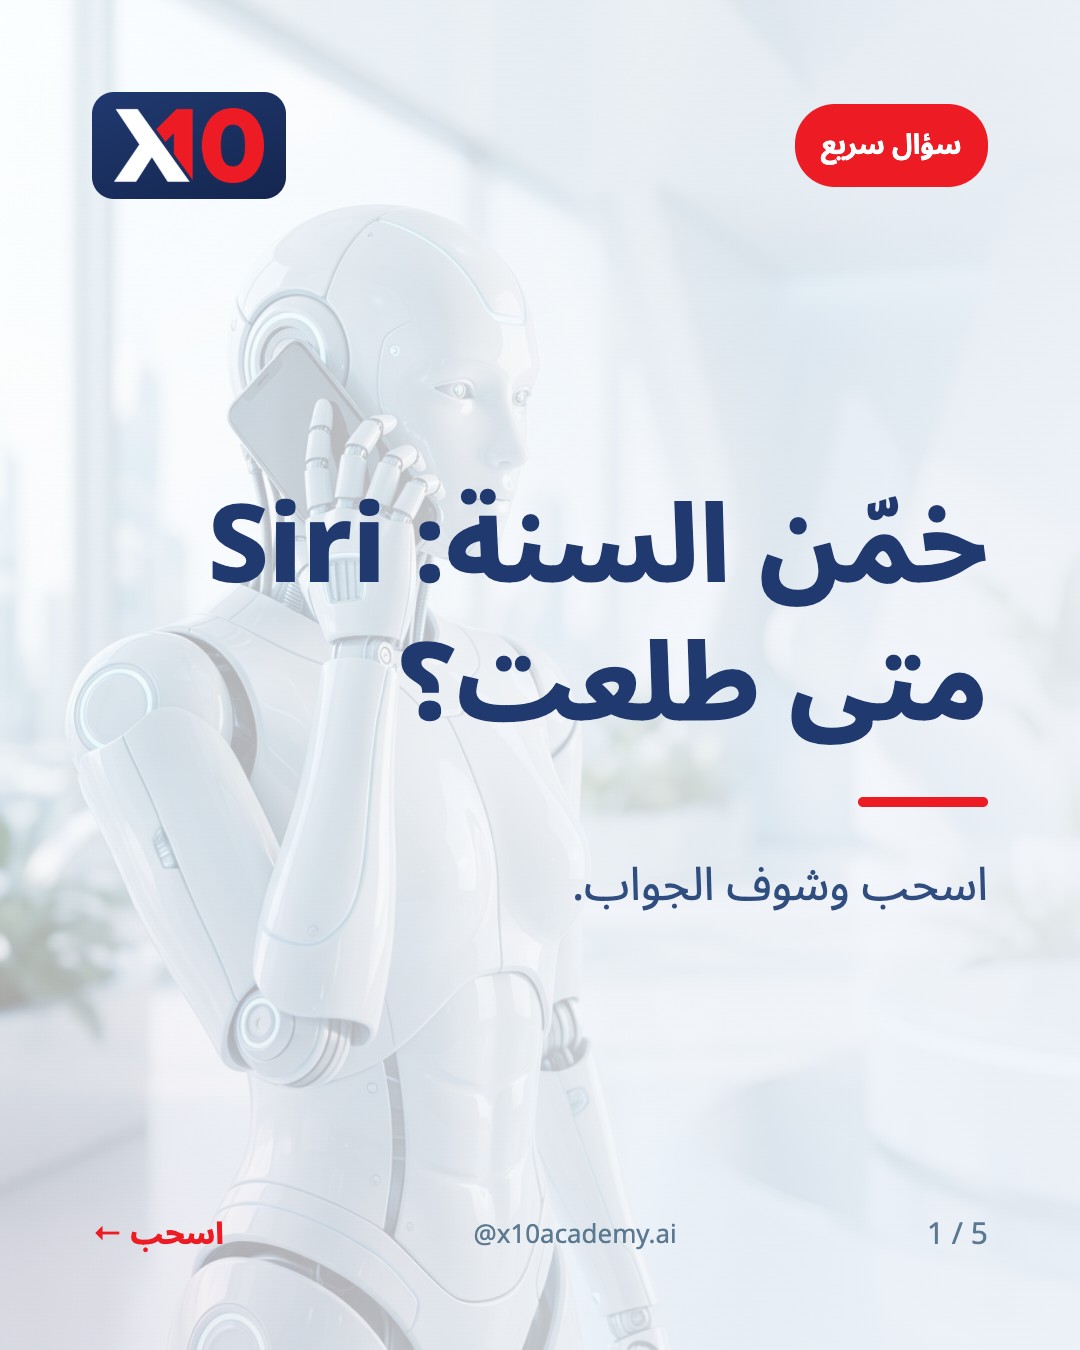 X10
سؤال سريع
خمّن السنة: Siri
متى طلعت؟
اسحب وشوف الجواب.
اسحب ←
@x10academy.ai
1 / 5